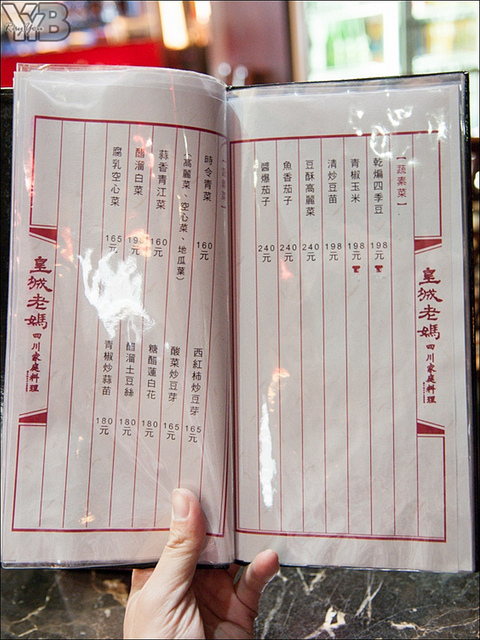 YyB
【蔬素菜】
乾煸四季豆 198元
青椒玉米 198元
清炒豆苗 198元
豆酥高麗菜 240元
魚香茄子 240元
醬爆茄子 240元
皇城老媽
四川家庭料理
時令青菜 160元
(高麗菜、空心菜、地瓜葉)
蒜香青江菜 160元
醋溜白菜 198元
腐乳空心菜 165元
西紅柿炒豆芽 165元
酸菜炒豆芽 165元
糖醋蓮白花 180元
醋溜土豆絲 180元
青椒炒蒜苗 180元
皇城老媽
四川家庭料理